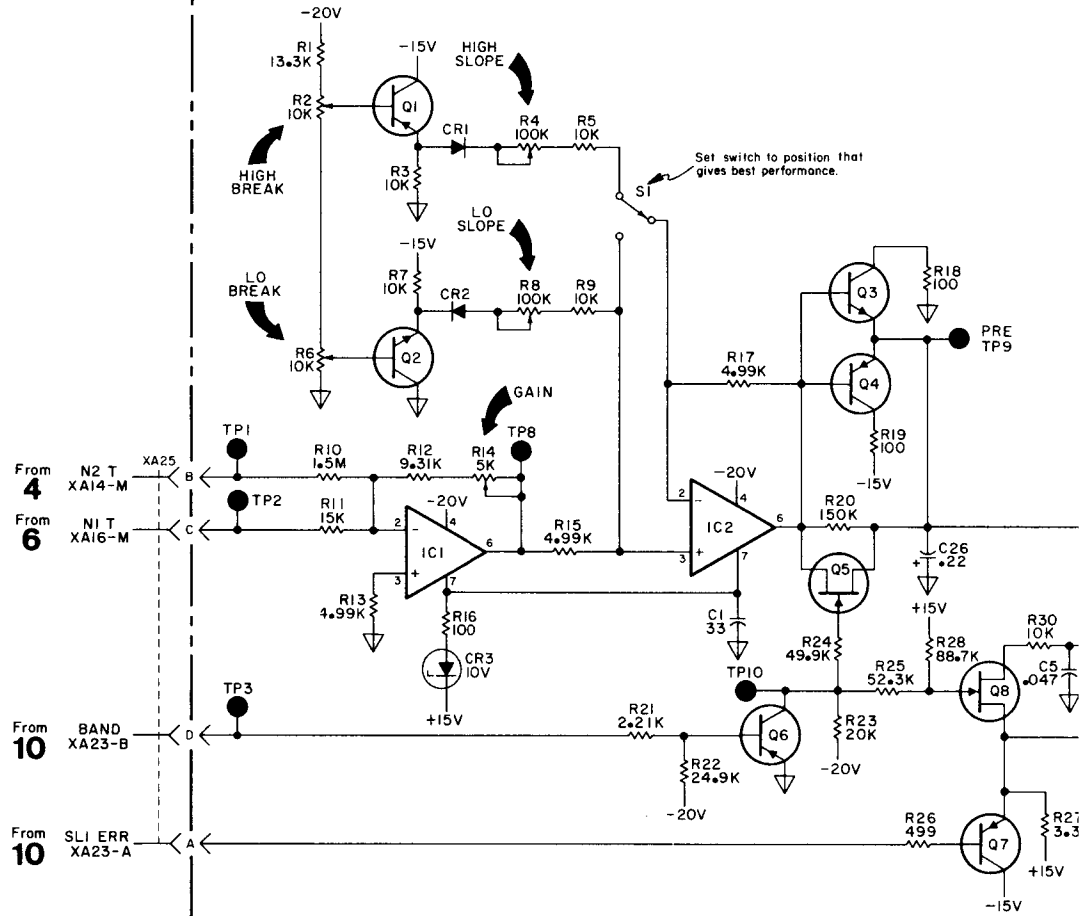 -20V
R1
13.3K
R2
10K
HIGH
BREAK
-15V
Q1
CR1
R3
10K
HIGH
SLOPE
R4
100K
R5
10K
S1
Set switch to position that
gives best performance.
LO
BREAK
R6
10K
-15V
R7
10K
CR2
Q2
LO
SLOPE
R8
100K
R9
10K
Q3
R18
100
PRE
TP9
R17
4.99K
Q4
R19
100
-15V
GAIN
TP1
TP8
From
4
N2 T
XA14-M
XA25
B
R10
1.5M
R12
9.31K
R14
5K
TP2
From
6
N1 T
XA16-M
C
R11
15K
-20V
4
2
-
IC1
6
3
+
7
R13
4.99K
R15
4.99K
R16
100
CR3
10V
+15V
-20V
4
2
-
IC2
6
3
+
7
C1
33
R20
150K
Q5
+
C26
.22
R24
49.9K
+15V
R28
88.7K
R30
10K
C5
.047
TP10
R25
52.3K
Q8
TP3
From
10
BAND
XA23-B
D
R21
2.21K
R22
24.9K
-20V
Q6
R23
20K
-20V
From
10
SL1 ERR
XA23-A
A
R26
499
Q7
R27
3.3
+15V
-15V